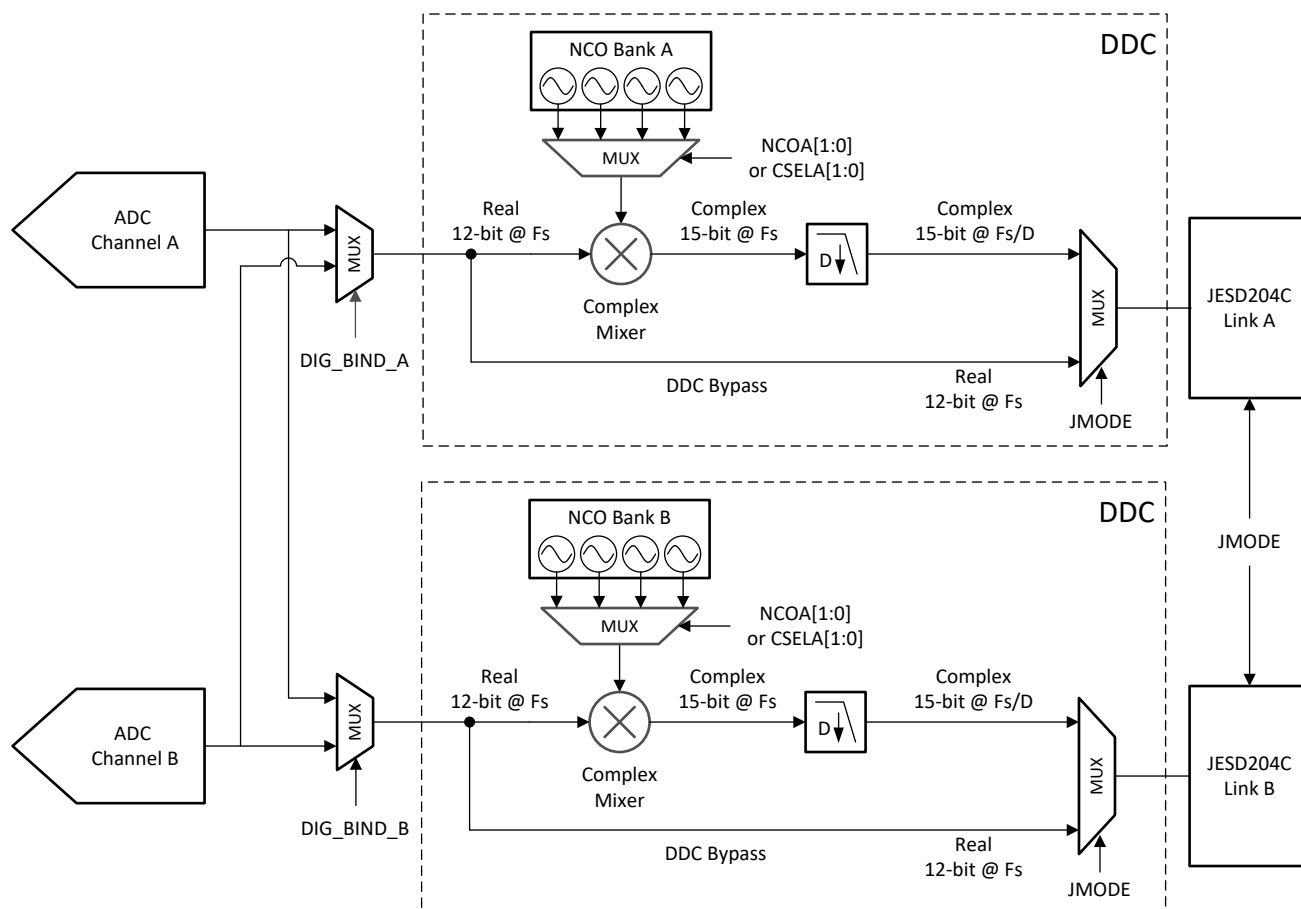 DDC
NCO Bank A
MUX
NCOA[1:0]
or CSELA[1:0]
ADC
Channel A
MUX
DIG_BIND_A
Real
12-bit @ Fs
Complex
15-bit @ Fs
Complex
15-bit @ Fs/D
D
Complex
Mixer
MUX
JESD204C
Link A
DDC Bypass
Real
12-bit @ Fs
JMODE
DDC
NCO Bank B
MUX
NCOA[1:0]
or CSELA[1:0]
JMODE
ADC
Channel B
MUX
DIG_BIND_B
Real
12-bit @ Fs
Complex
15-bit @ Fs
Complex
15-bit @ Fs/D
D
Complex
Mixer
MUX
JESD204C
Link B
DDC Bypass
Real
12-bit @ Fs
JMODE